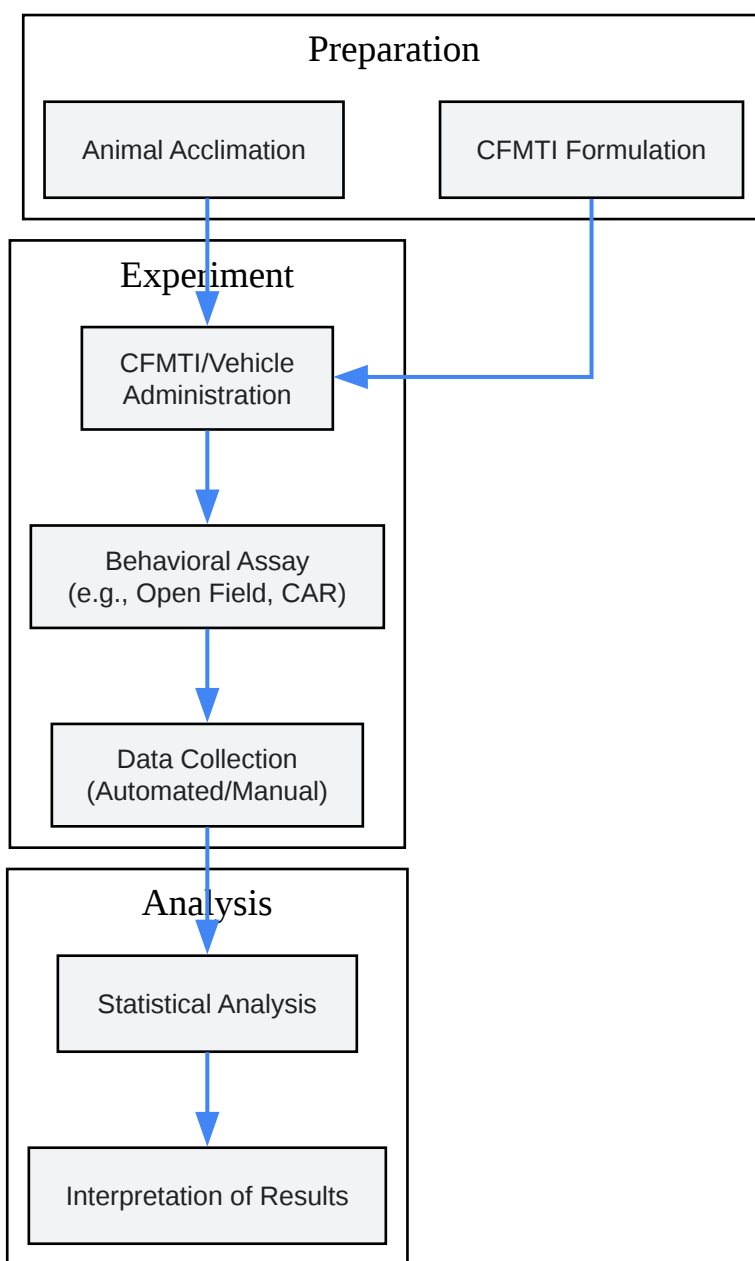 Preparation
Animal Acclimation
CFMTI Formulation
Experiment
CFMTI/Vehicle
Administration
Behavioral Assay
(e.g., Open Field, CAR)
Data Collection
(Automated/Manual)
Analysis
Statistical Analysis
Interpretation of Results